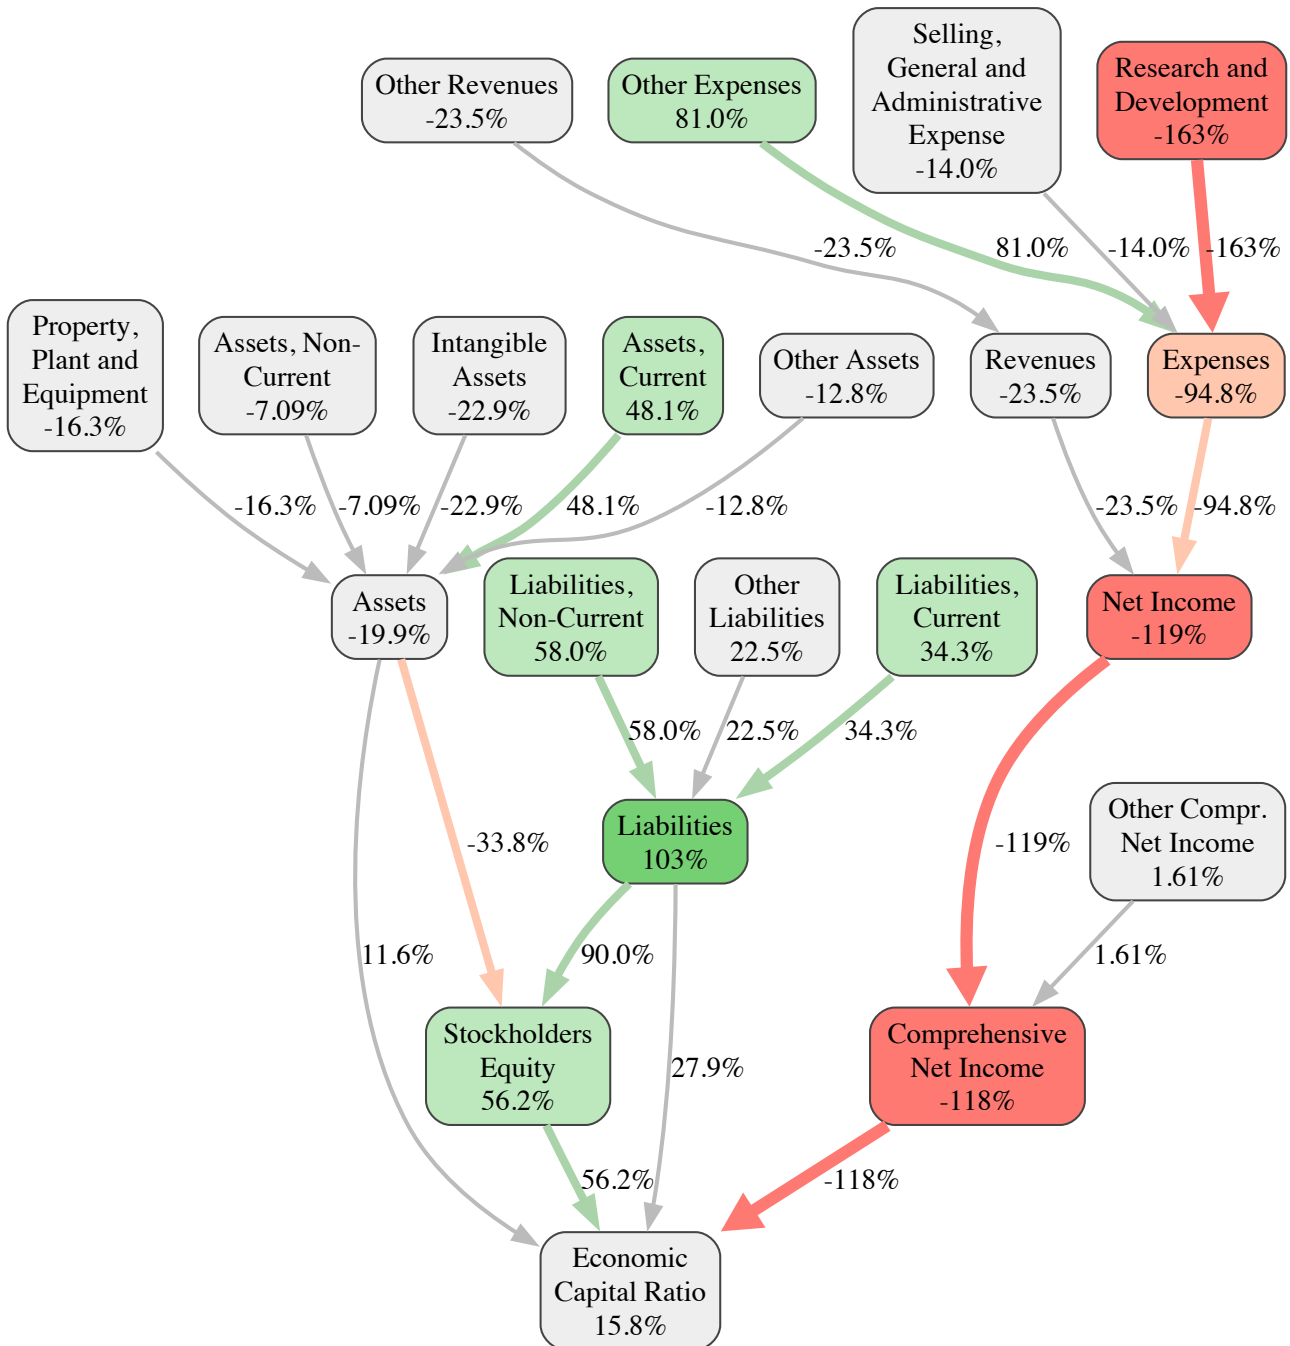 Other Revenues
-23.5%
Other Expenses
81.0%
Selling,
General and
Administrative
Expense
-14.0%
Research and
Development
-163%
-23.5%
81.0%
-14.0%
-163%
Property,
Plant and
Equipment
-16.3%
Assets, Non-
Current
-7.09%
Intangible
Assets
-22.9%
Assets,
Current
48.1%
Other Assets
-12.8%
Revenues
-23.5%
Expenses
-94.8%
-16.3%
-7.09%
-22.9%
48.1%
-12.8%
-23.5%
-94.8%
Assets
-19.9%
Liabilities,
Non-Current
58.0%
Other
Liabilities
22.5%
Liabilities,
Current
34.3%
Net Income
-119%
58.0%
22.5%
34.3%
-33.8%
Liabilities
103%
-119%
Other Compr.
Net Income
1.61%
11.6%
90.0%
1.61%
Stockholders
Equity
56.2%
27.9%
Comprehensive
Net Income
-118%
56.2%
-118%
Economic
Capital Ratio
15.8%